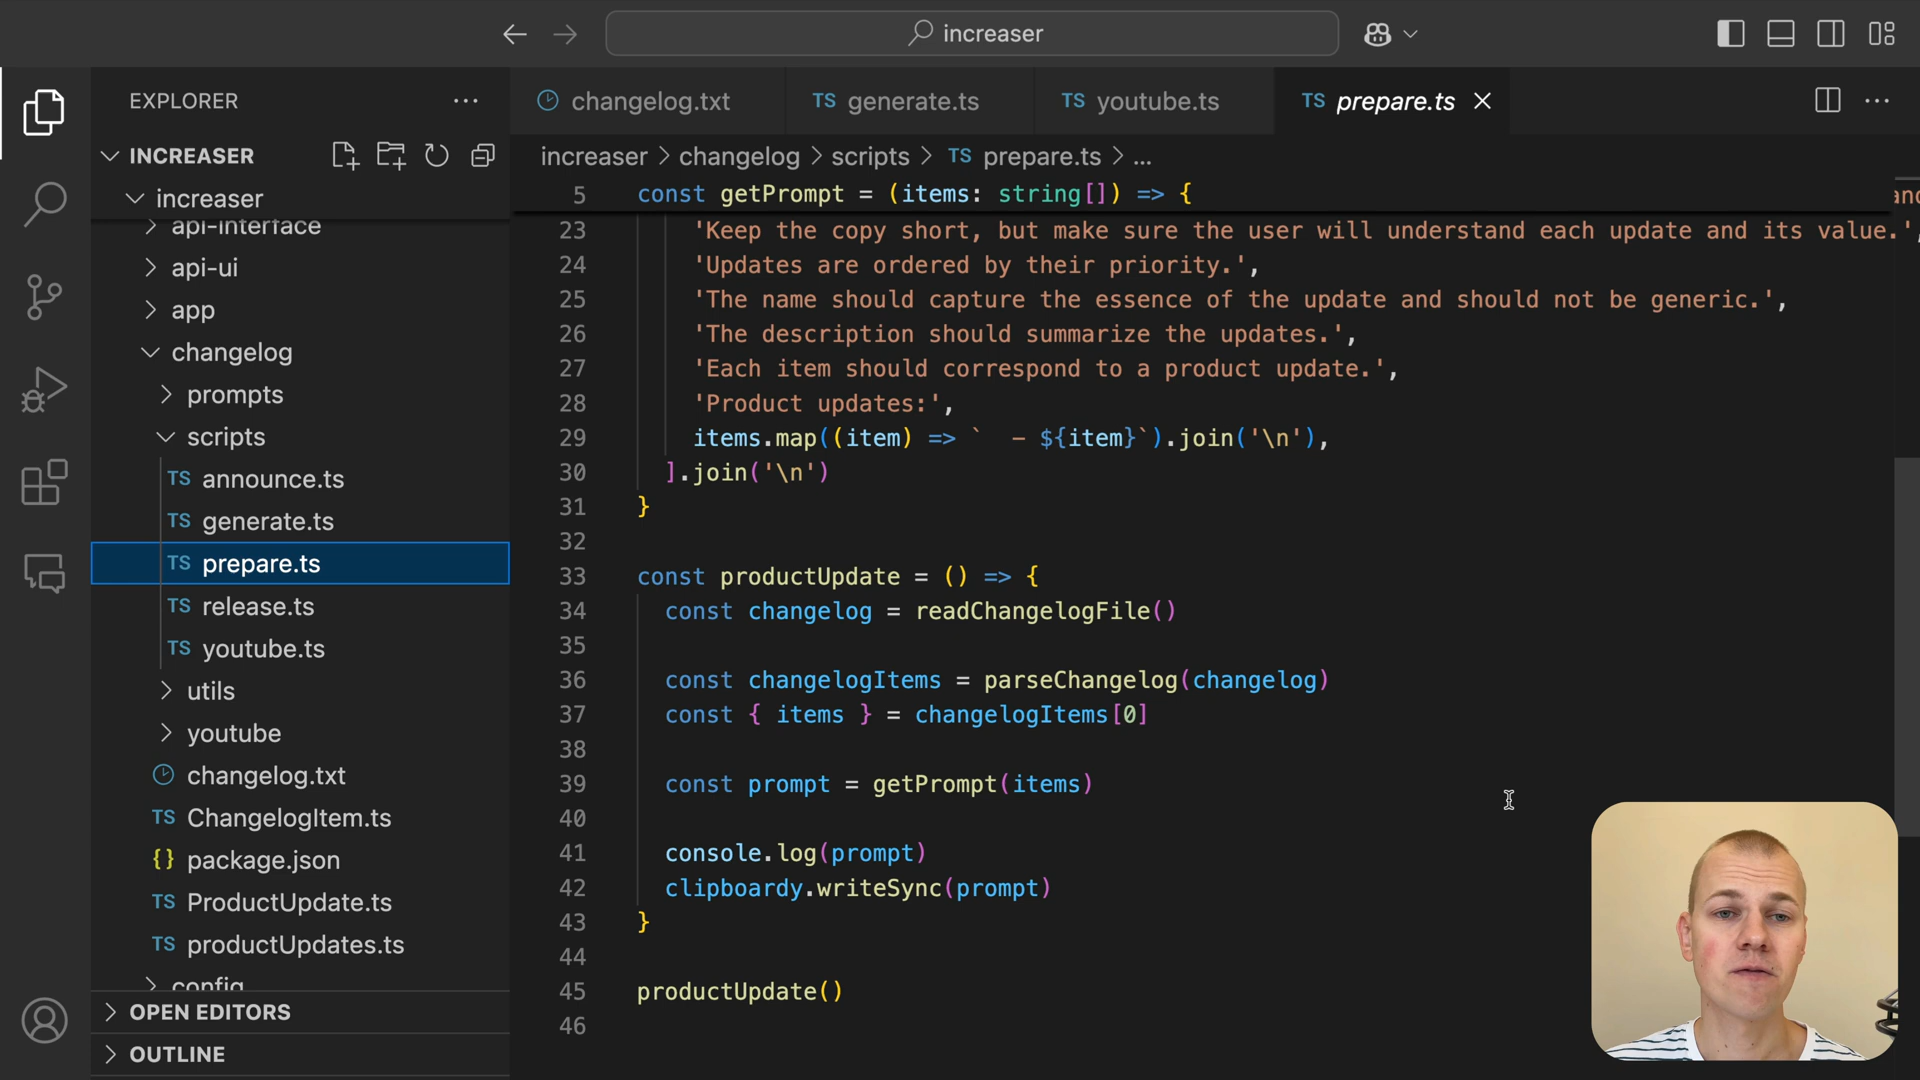 increaser
EXPLORER
changelog.txt
TS generate.ts
TS youtube.ts
TS prepare.ts
INCREASER
increaser > changelog > scripts > TS prepare.ts > ...
increaser
api-interface
api-ui
app
changelog
prompts
scripts
TS announce.ts
TS generate.ts
TS prepare.ts
TS release.ts
TS youtube.ts
utils
youtube
changelog.txt
TS ChangelogItem.ts
{} package.json
TS ProductUpdate.ts
TS productUpdates.ts
config
OPEN EDITORS
OUTLINE
5 const getPrompt = (items: string[]) => {
23 'Keep the copy short, but make sure the user will understand each update and its value.',
24 'Updates are ordered by their priority.',
25 'The name should capture the essence of the update and should not be generic.',
26 'The description should summarize the updates.',
27 'Each item should correspond to a product update.',
28 'Product updates:',
29 items.map((item) => `  - ${item}`).join('\n'),
30 ].join('\n')
31 }
32
33 const productUpdate = () => {
34 const changelog = readChangelogFile()
35
36 const changelogItems = parseChangelog(changelog)
37 const { items } = changelogItems[0]
38
39 const prompt = getPrompt(items)
40
41 console.log(prompt)
42 clipboardy.writeSync(prompt)
43 }
44
45 productUpdate()
46